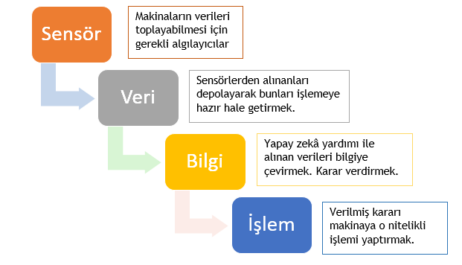 Sensör
Makinaların verileri
toplayabilmesi için
gerekli algılayıcılar
Veri
Sensörlerden alınanları
depolayarak bunları işlemeye
hazır hale getirmek.
Bilgi
Yapay zekâ yardımı ile
alınan verileri bilgiye
çevirmek. Karar verdirmek.
İşlem
Verilmiş kararı
makinaya o nitelikli
işlemi yaptırmak.